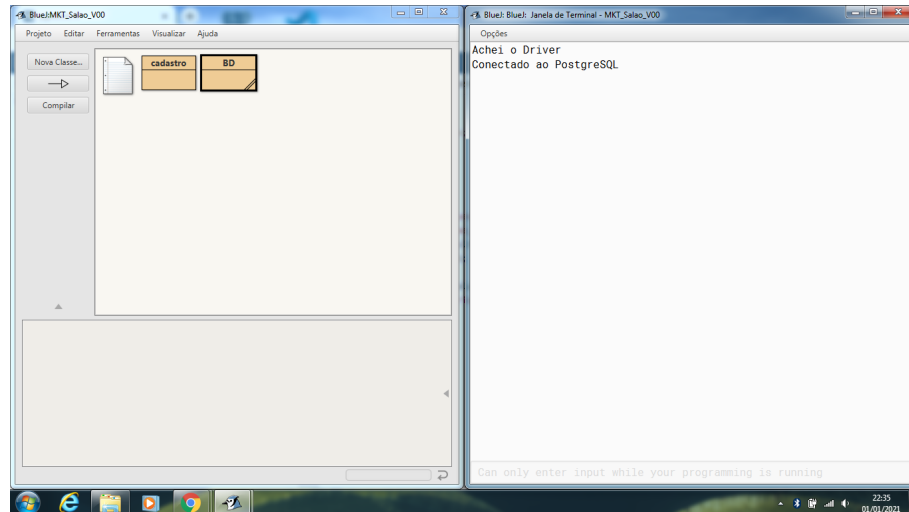 BlueJ:MKT_Salao_V00
Projeto Editar Ferramentas Visualizar Ajuda
Nova Classe...
Compilar
cadastro
BD
BlueJ: BlueJ: Janela de Terminal - MKT_Salao_V00
Opções
Achei o Driver
Conectado ao PostgreSQL
Can only enter input while your programming is running
22:35
01/01/2021